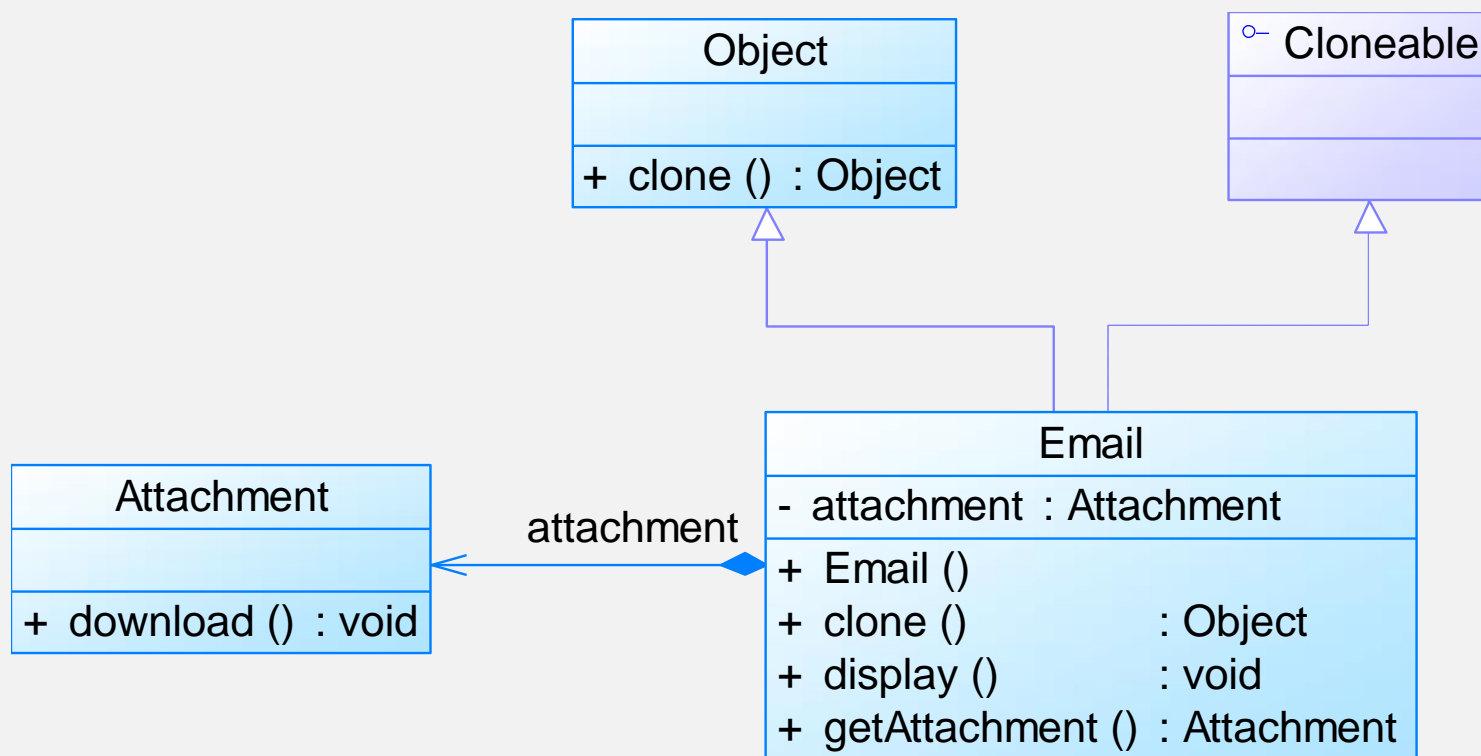 Object
+ clone () : Object
Cloneable
Attachment
+ download () : void
attachment
Email
- attachment : Attachment
+ Email ()
+ clone () : Object
+ display () : void
+ getAttachment () : Attachment